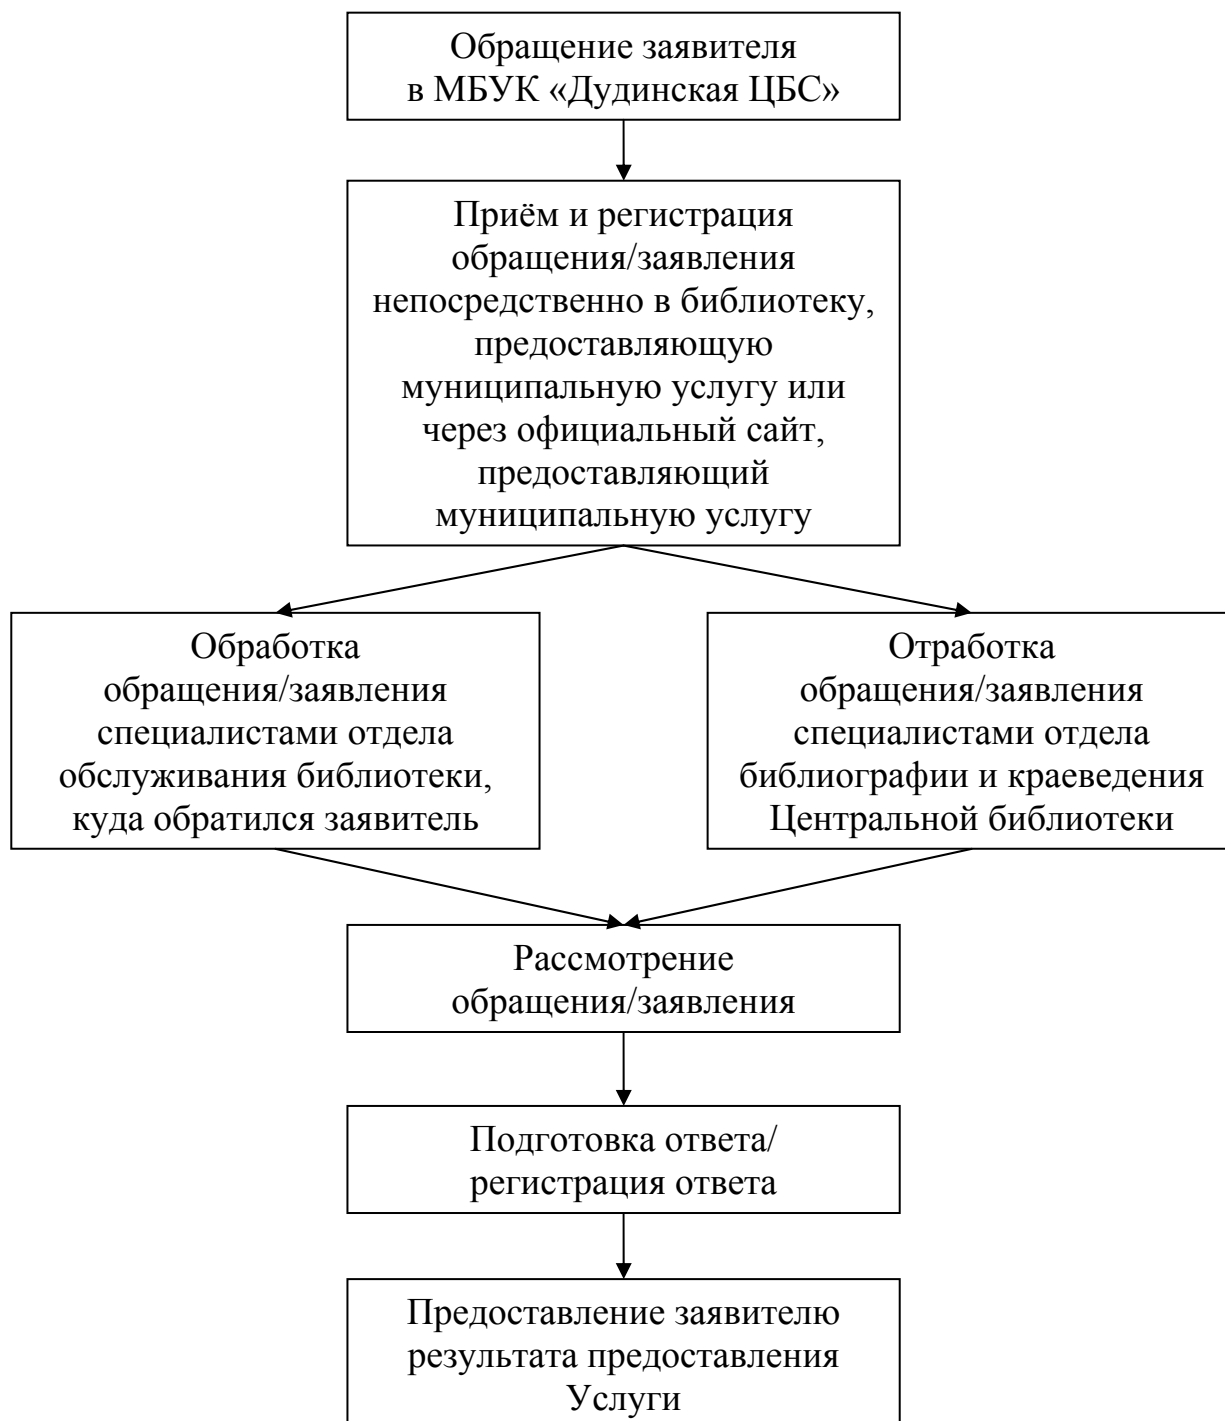 Обращение заявителя
в МБУК «Дудинская ЦБС»
Приём и регистрация
обращения/заявления
непосредственно в библиотеку,
предоставляющую
муниципальную услугу или
через официальный сайт,
предоставляющий
муниципальную услугу
Обработка
обращения/заявления
специалистами отдела
обслуживания библиотеки,
куда обратился заявитель
Отработка
обращения/заявления
специалистами отдела
библиографии и краеведения
Центральной библиотеки
Рассмотрение
обращения/заявления
Подготовка ответа/
регистрация ответа
Предоставление заявителю
результата предоставления
Услуги